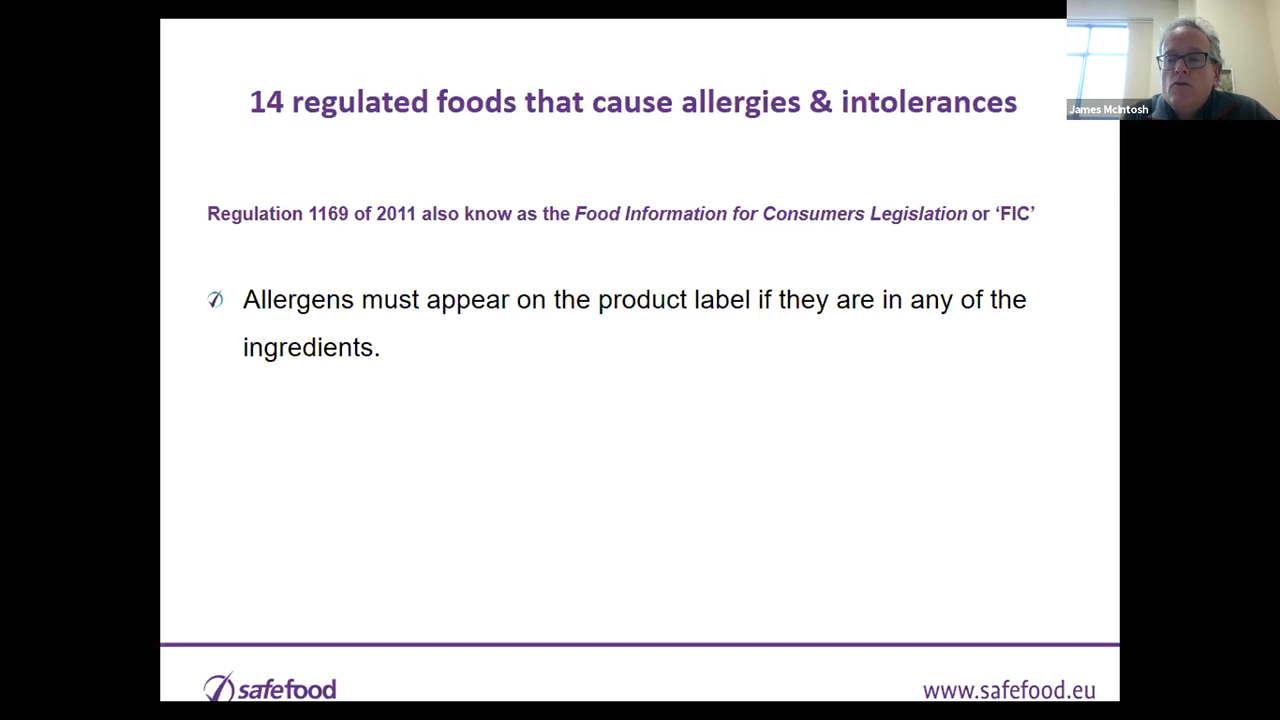 14 regulated foods that cause allergies & intolerances
James McIntosh
Regulation 1169 of 2011 also know as the Food Information for Consumers Legislation or ‘FIC’
Allergens must appear on the product label if they are in any of the
ingredients.
safefood
www.safefood.eu